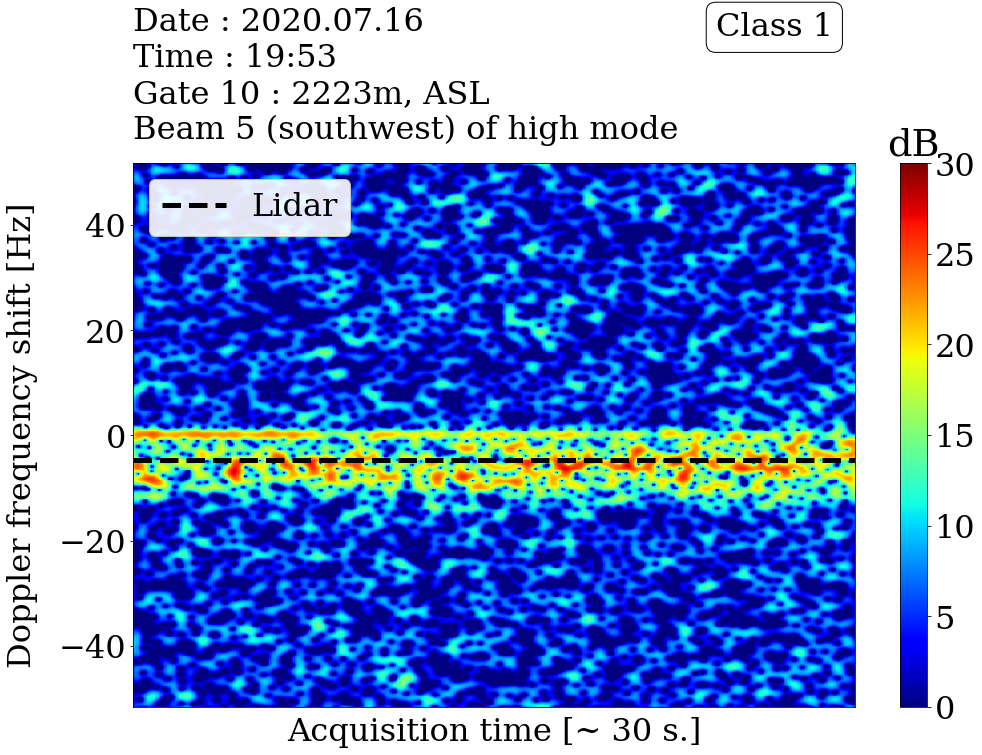 Date : 2020.07.16
Time : 19:53
Gate 10 : 2223m, ASL
Beam 5 (southwest) of high mode
Class 1
dB
Lidar
Doppler frequency shift [Hz]
40
20
0
−20
−40
30
25
20
15
10
5
0
Acquisition time [~ 30 s.]